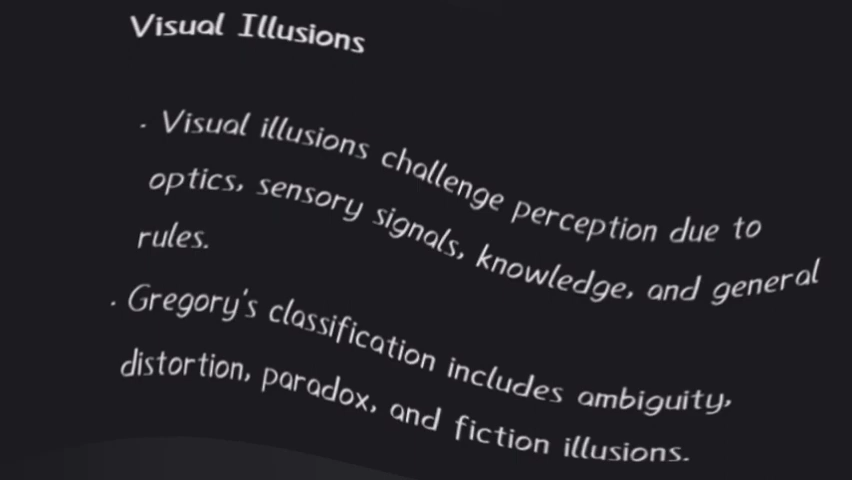 Visual Illusions
. Visual illusions challenge perception due to
optics, sensory signals, knowledge, and general
rules.
. Gregory's classification includes ambiguity,
distortion, paradox, and fiction illusions.